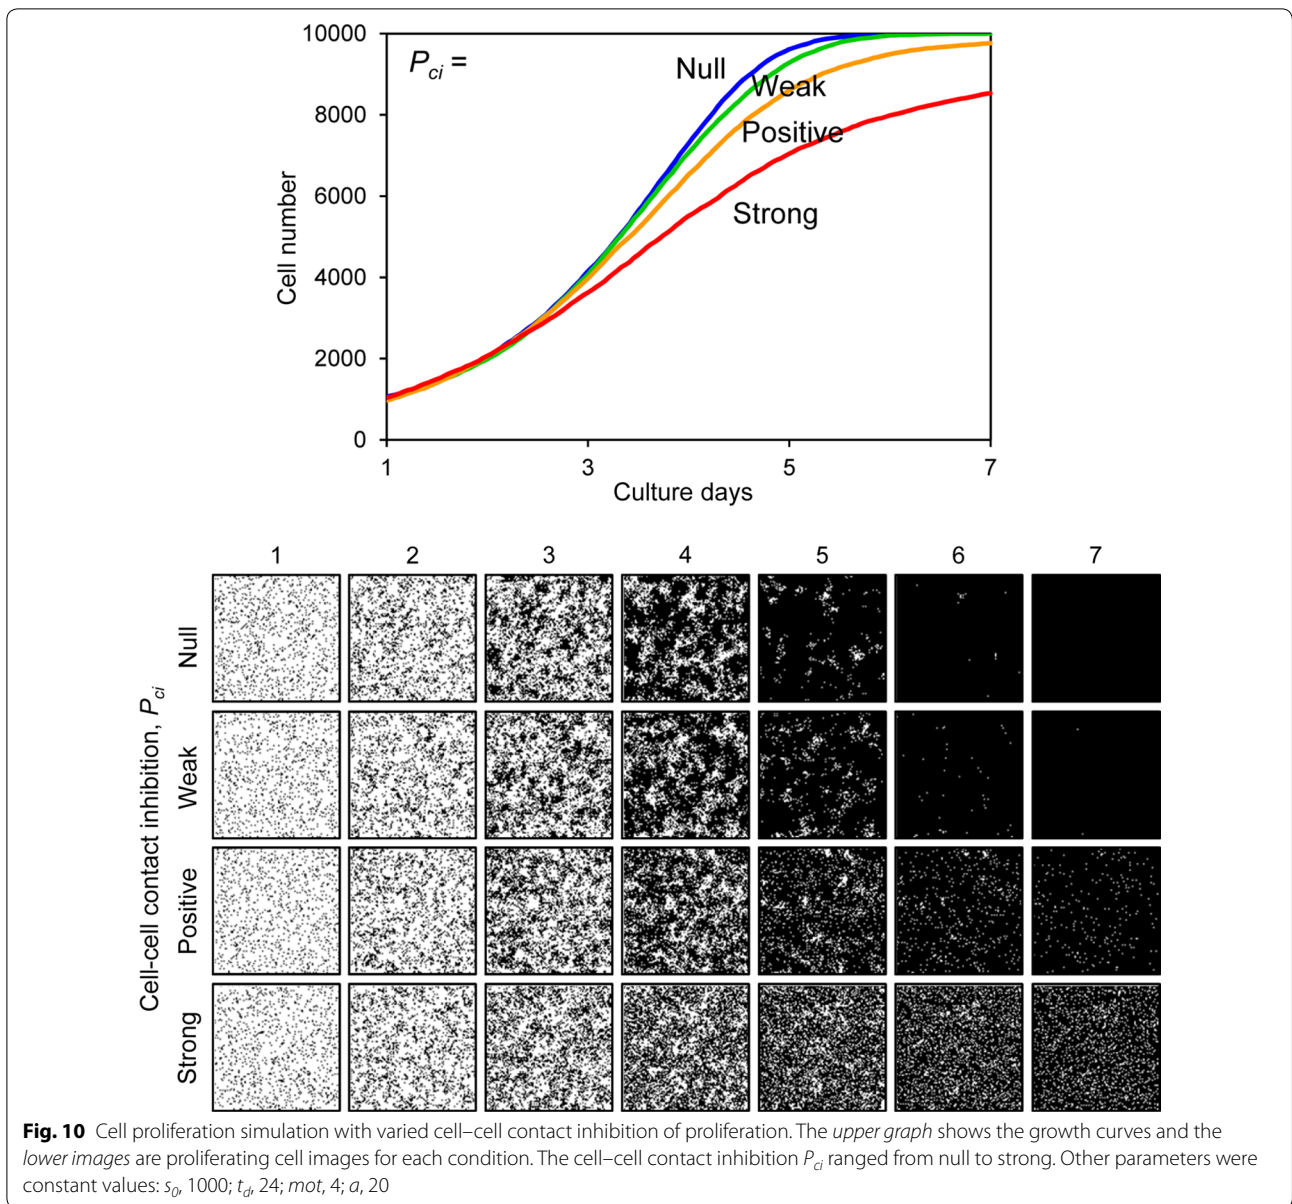 10000
P_ci =
Null
Weak
8000
Positive
6000
Strong
4000
2000
0
Cell number
1 3 5 7
Culture days
1 2 3 4 5 6 7
Cell-cell contact inhibition, P_ci
Null
Weak
Positive
Strong
Fig. 10 Cell proliferation simulation with varied cell–cell contact inhibition of proliferation. The upper graph shows the growth curves and the
lower images are proliferating cell images for each condition. The cell–cell contact inhibition P_ci ranged from null to strong. Other parameters were
constant values: s_0, 1000; t_d, 24; mot, 4; a, 20